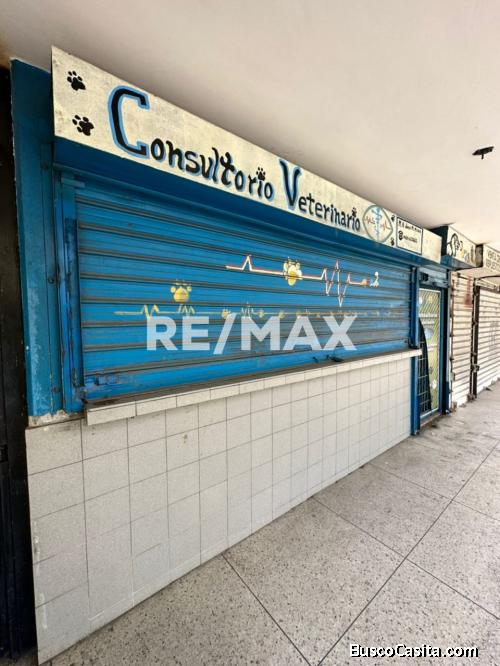 Consultorio Veterinario
RE/MAX
BuscoCasita.com